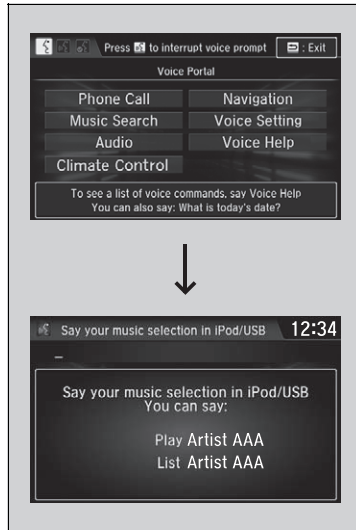 Press to interrupt voice prompt
: Exit
Voice Portal
Phone Call
Navigation
Music Search
Voice Setting
Audio
Voice Help
Climate Control
To see a list of voice commands, say Voice Help
You can also say: What is today's date?
Say your music selection in iPod/USB
12:34
Say your music selection in iPod/USB
You can say:
Play Artist AAA
List Artist AAA